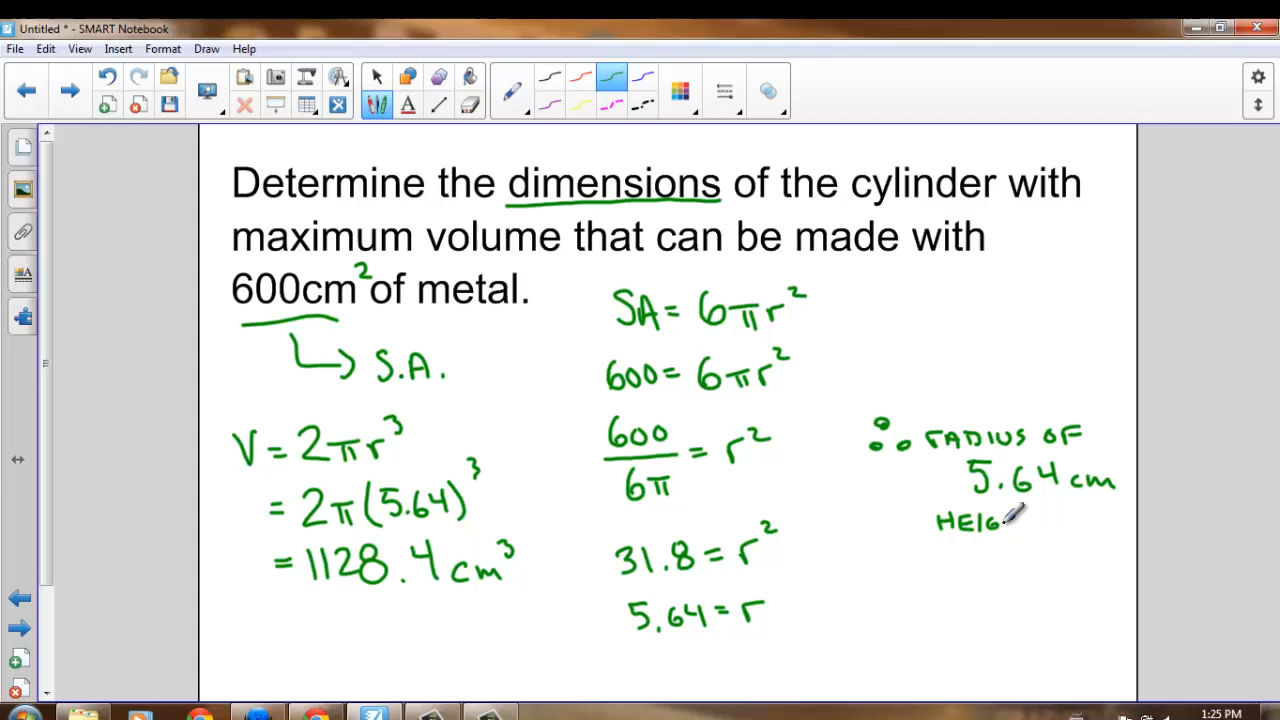 Untitled * - SMART Notebook
File Edit View Insert Format Draw Help
Determine the dimensions of the cylinder with
maximum volume that can be made with
600cm² of metal.
S.A.
SA = 6πr²
600 = 6πr²
600/6π = r²
31.8 = r²
5.64 = r
V = 2πr³
= 2π(5.64)³
= 1128.4 cm³
∴ RADIUS OF
5.64 cm
HEIG
1:25 PM